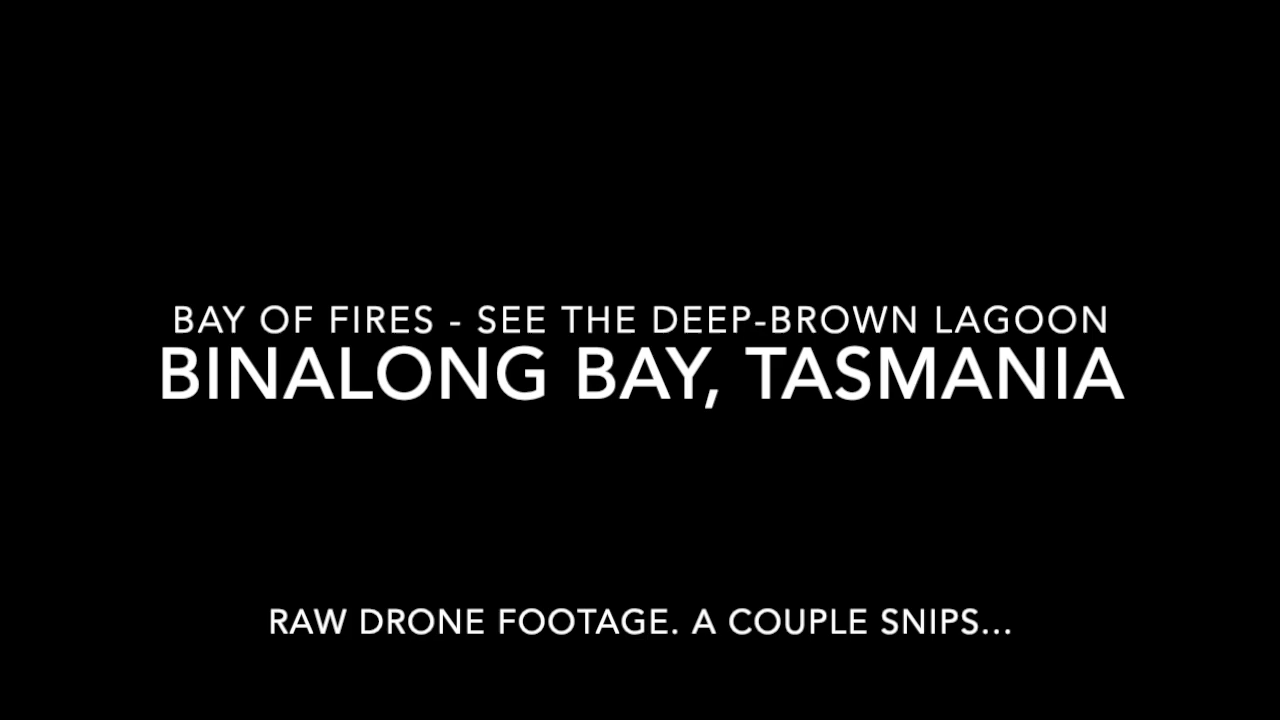 BAY OF FIRES - SEE THE DEEP-BROWN LAGOON
BINALONG BAY, TASMANIA
RAW DRONE FOOTAGE. A COUPLE SNIPS...